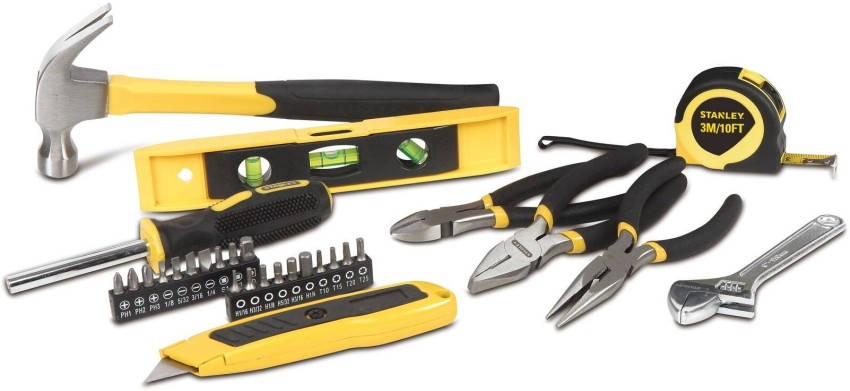 STANLEY
3M/10FT
STANLEY
PH1 PH2 PH3 1/8 5/32 3/16 1/4
H1/16 H3/32 H1/8 H5/32 H3/16 H1/4 T10 T15 T20 T25